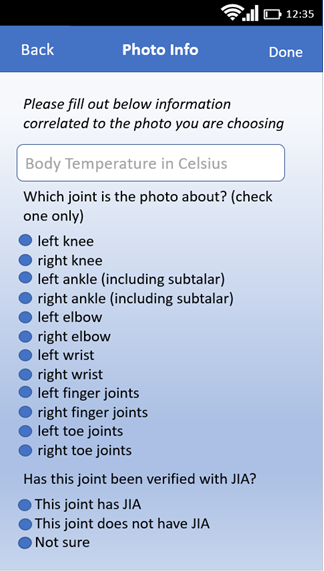 12:35
Back Photo Info Done
Please fill out below information
correlated to the photo you are choosing
Body Temperature in Celsius
Which joint is the photo about? (check
one only)
left knee
right knee
left ankle (including subtalar)
right ankle (including subtalar)
left elbow
right elbow
left wrist
right wrist
left finger joints
right finger joints
left toe joints
right toe joints
Has this joint been verified with JIA?
This joint has JIA
This joint does not have JIA
Not sure